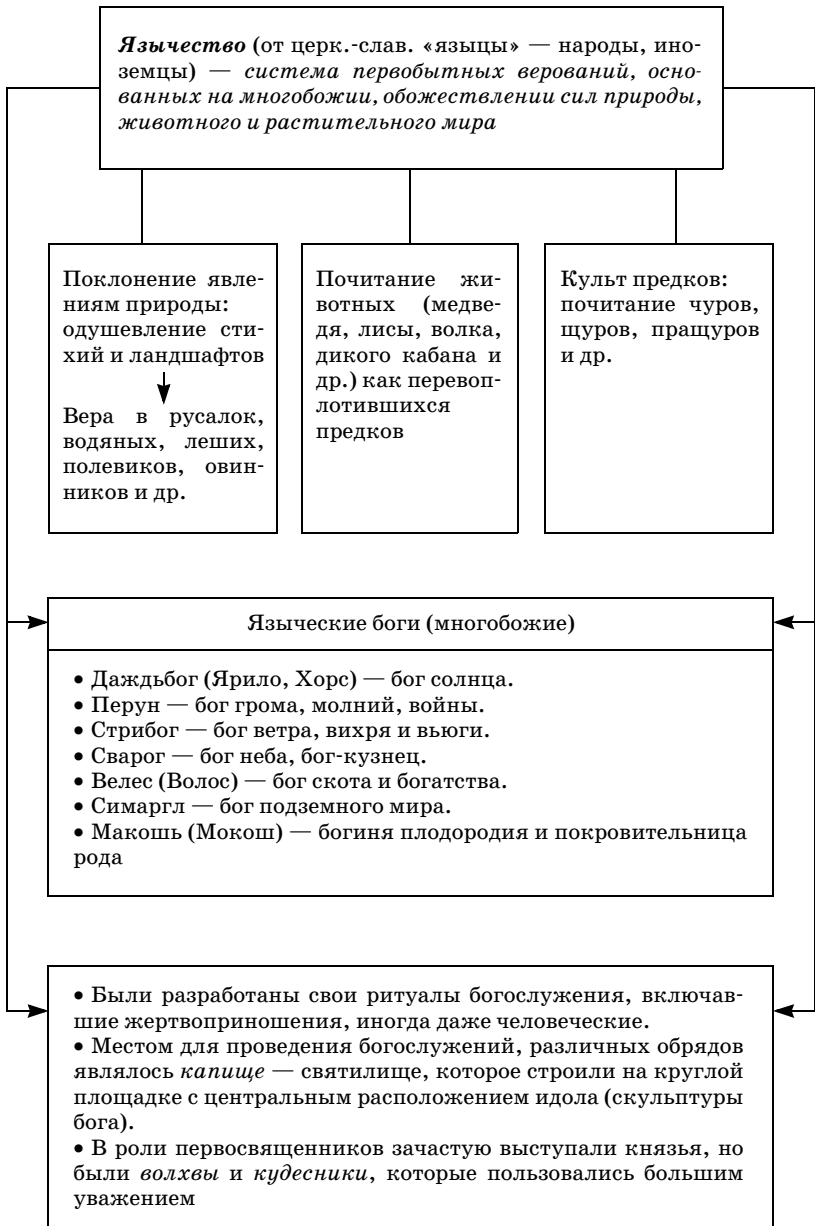 Язычество (от церк.-слав. «языцы» — народы, ино-
земцы) — система первобытных верований, осно-
ванных на многобожии, обожествлении сил природы,
животного и растительного мира
Поклонение явле-
ниям природы:
одушевление сти-
хий и ландшафтов
Вера в русалок,
водяных, леших,
полевиков, овин-
ников и др.
Почитание жи-
вотных (медве-
дя, лисы, волка,
дикого кабана и
др.) как перевоп-
лотившихся
предков
Культ предков:
почитание чуров,
щуров, пращуров
и др.
Языческие боги (многобожие)
• Даждьбог (Ярило, Хорс) — бог солнца.
• Перун — бог грома, молний, войны.
• Стрибог — бог ветра, вихря и вьюги.
• Сварог — бог неба, бог-кузнец.
• Велес (Волос) — бог скота и богатства.
• Симаргл — бог подземного мира.
• Макошь (Мокош) — богиня плодородия и покровительница
рода
• Были разработаны свои ритуалы богослужения, включав-
шие жертвоприношения, иногда даже человеческие.
• Местом для проведения богослужений, различных обрядов
являлось капище — святилище, которое строили на круглой
площадке с центральным расположением идола (скульптуры
бога).
• В роли первосвященников зачастую выступали князья, но
были волхвы и кудесники, которые пользовались большим
уважением